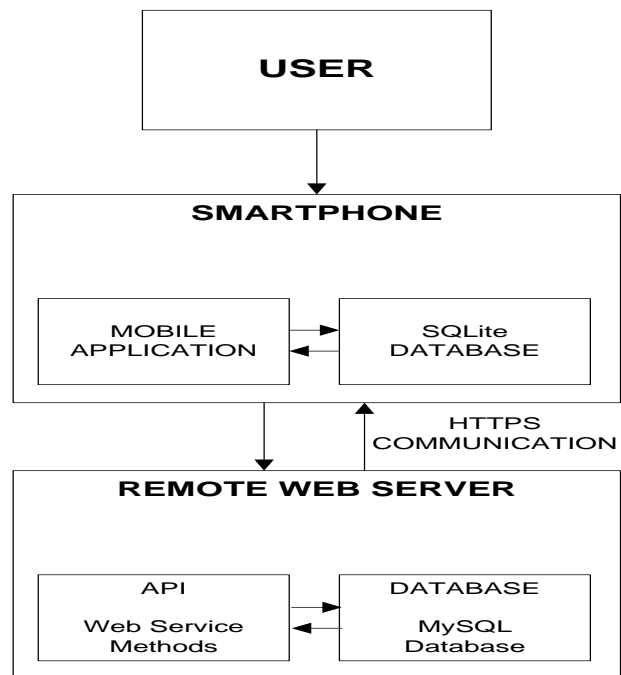 USER
SMARTPHONE
MOBILE
APPLICATION
SQLite
DATABASE
HTTPS
COMMUNICATION
REMOTE WEB SERVER
API
Web Service
Methods
DATABASE
MySQL
Database